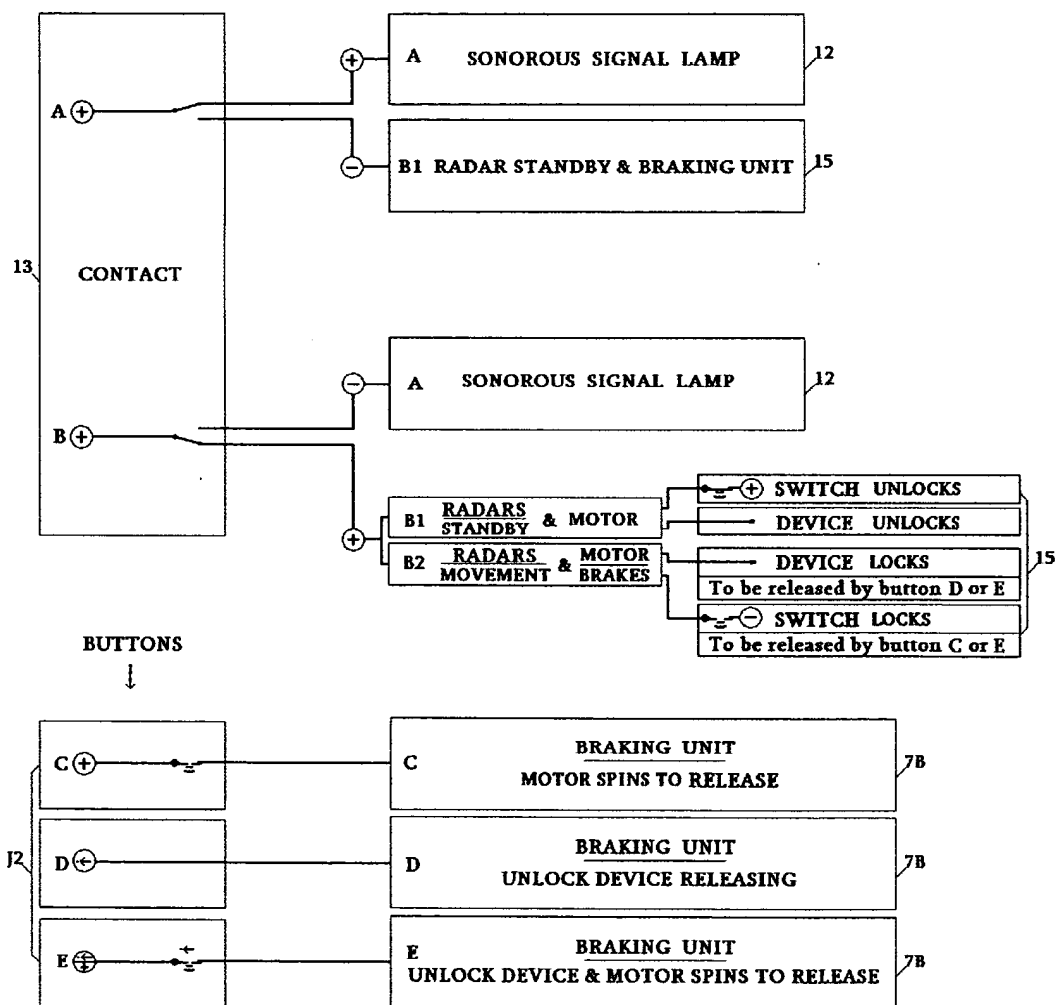 A SONOROUS SIGNAL LAMP
12
A
B1 RADAR STANDBY & BRAKING UNIT
15
13
CONTACT
A SONOROUS SIGNAL LAMP
12
B
SWITCH UNLOCKS
B1 RADARS STANDBY & MOTOR
DEVICE UNLOCKS
B2 RADARS MOVEMENT & MOTOR BRAKES
DEVICE LOCKS
15
To be released by button D or E
SWITCH LOCKS
To be released by button C or E
BUTTONS
C
C BRAKING UNIT
MOTOR SPINS TO RELEASE
7B
J2
D
D BRAKING UNIT
UNLOCK DEVICE RELEASING
7B
E
E BRAKING UNIT
UNLOCK DEVICE & MOTOR SPINS TO RELEASE
7B